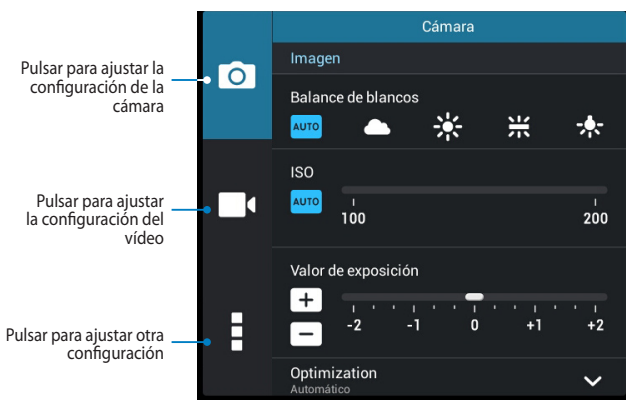 Pulsar para ajustar la
configuración de la
cámara
Pulsar para ajustar
la configuración del
vídeo
Pulsar para ajustar otra
configuración
Cámara
Imagen
Balance de blancos
AUTO
ISO
AUTO
100 200
Valor de exposición
-2 -1 0 +1 +2
Optimization
Automático